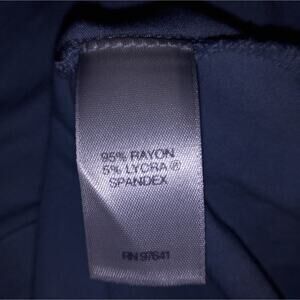 95% RAYON
5% LYCRA ®
SPANDEX
RN 97641